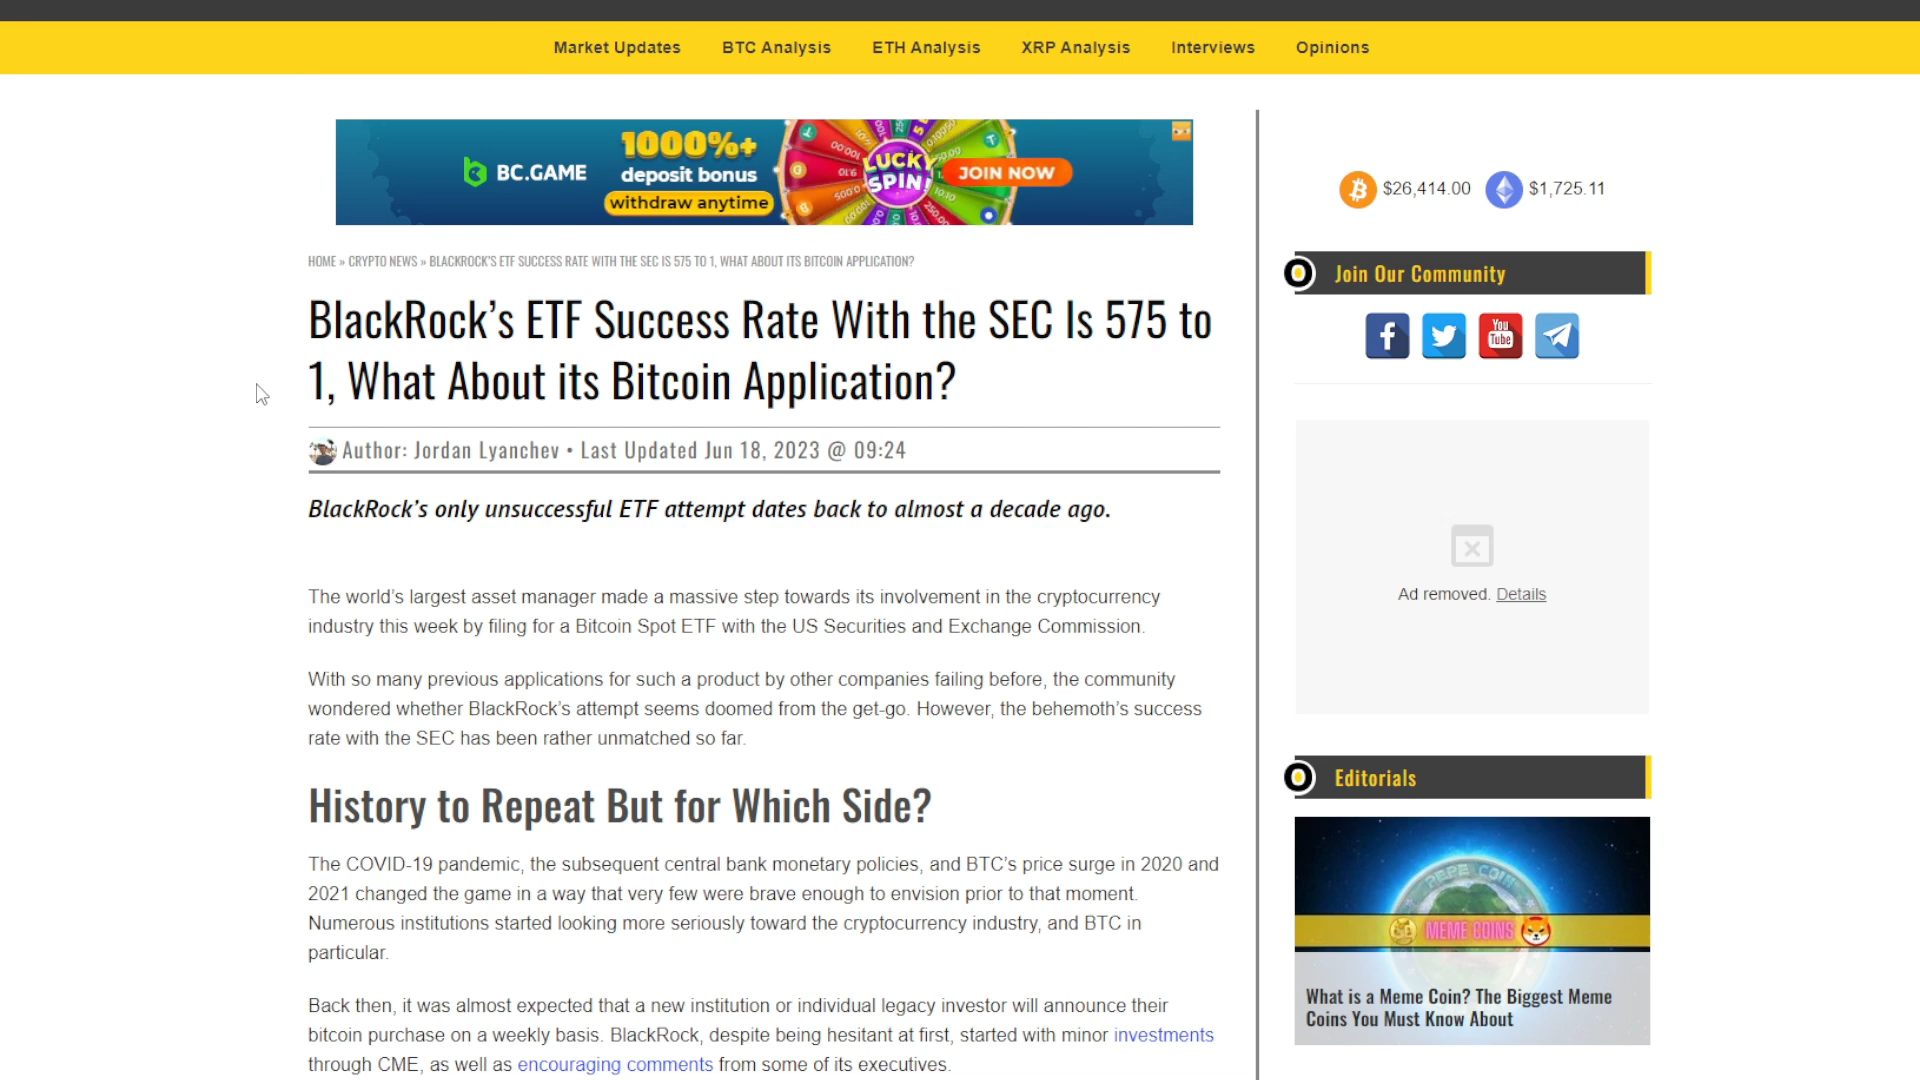 Market Updates BTC Analysis ETH Analysis XRP Analysis Interviews Opinions
BC.GAME
1000%+
deposit bonus
withdraw anytime
LUCKY
SPIN!
JOIN NOW
$26,414.00 $1,725.11
HOME » CRYPTO NEWS » BLACKROCK'S ETF SUCCESS RATE WITH THE SEC IS 575 TO 1, WHAT ABOUT ITS BITCOIN APPLICATION?
BlackRock's ETF Success Rate With the SEC Is 575 to
1, What About its Bitcoin Application?
Author: Jordan Lyanchev • Last Updated Jun 18, 2023 @ 09:24
BlackRock's only unsuccessful ETF attempt dates back to almost a decade ago.
The world's largest asset manager made a massive step towards its involvement in the cryptocurrency
industry this week by filing for a Bitcoin Spot ETF with the US Securities and Exchange Commission.
With so many previous applications for such a product by other companies failing before, the community
wondered whether BlackRock's attempt seems doomed from the get-go. However, the behemoth's success
rate with the SEC has been rather unmatched so far.
History to Repeat But for Which Side?
The COVID-19 pandemic, the subsequent central bank monetary policies, and BTC's price surge in 2020 and
2021 changed the game in a way that very few were brave enough to envision prior to that moment.
Numerous institutions started looking more seriously toward the cryptocurrency industry, and BTC in
particular.
Back then, it was almost expected that a new institution or individual legacy investor will announce their
bitcoin purchase on a weekly basis. BlackRock, despite being hesitant at first, started with minor investments
through CME, as well as encouraging comments from some of its executives.
Join Our Community
You
Tube
Ad removed. Details
Editorials
PEPE COIN
MEME COINS
What is a Meme Coin? The Biggest Meme
Coins You Must Know About